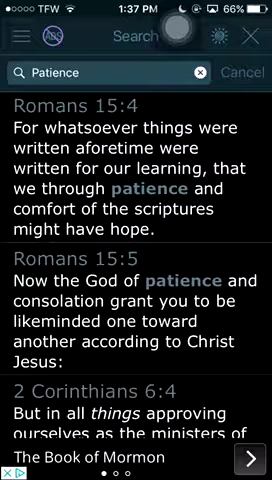 TFW 1:37 PM 66%
ADS Search
Patience Cancel
Romans 15:4
For whatsoever things were
written aforetime were
written for our learning, that
we through patience and
comfort of the scriptures
might have hope.
Romans 15:5
Now the God of patience and
consolation grant you to be
likeminded one toward
another according to Christ
Jesus:
2 Corinthians 6:4
But in all things approving
ourselves as the ministers of
The Book of Mormon